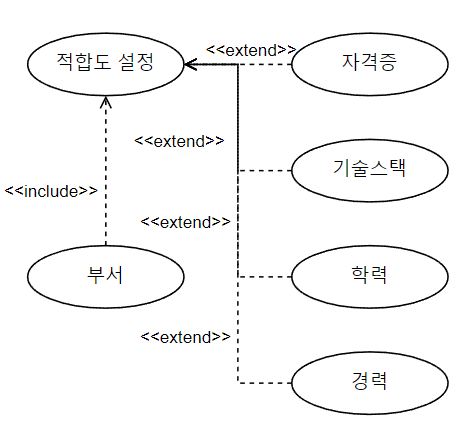 <<extend>>
적합도 설정
자격증
<<extend>>
기술스택
<<include>>
<<extend>>
부서
학력
<<extend>>
경력